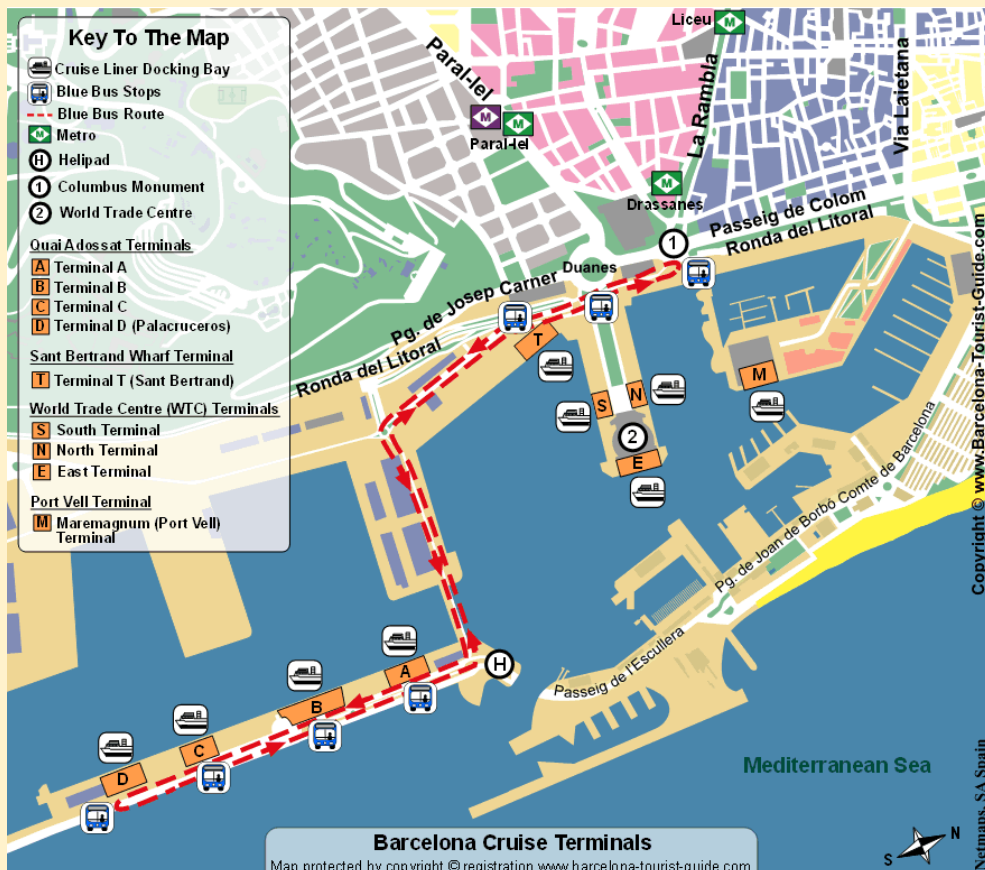 Key To The Map
Cruise Liner Docking Bay
Blue Bus Stops
Blue Bus Route
M Metro
H Helipad
1 Columbus Monument
2 World Trade Centre
Quai Adossat Terminals
A Terminal A
B Terminal B
C Terminal C
D Terminal D (Palacruceros)
Sant Bertrand Wharf Terminal
T Terminal T (Sant Bertrand)
World Trade Centre (WTC) Terminals
S South Terminal
N North Terminal
E East Terminal
Port Vell Terminal
M Maremagnum (Port Vell)
Terminal
Liceu M
Paral-lel
M M
Paral-lel
La Rambla
Via Laietana
M
Drassanes
Passeig de Colom
Ronda del Litoral
1
Duanes
Pg. de Josep Carner
Ronda del Litoral
T
S
N
2
E
M
Pg. de Joan de Borbó Comte de Barcelona
Passeig de l'Escullera
H
A
B
C
D
Mediterranean Sea
Copyright © www.Barcelona-Tourist-Guide.com
Netmaps, SA Spain
N
S
Barcelona Cruise Terminals
Map protected by copyright © registration www.barcelona-tourist-guide.com